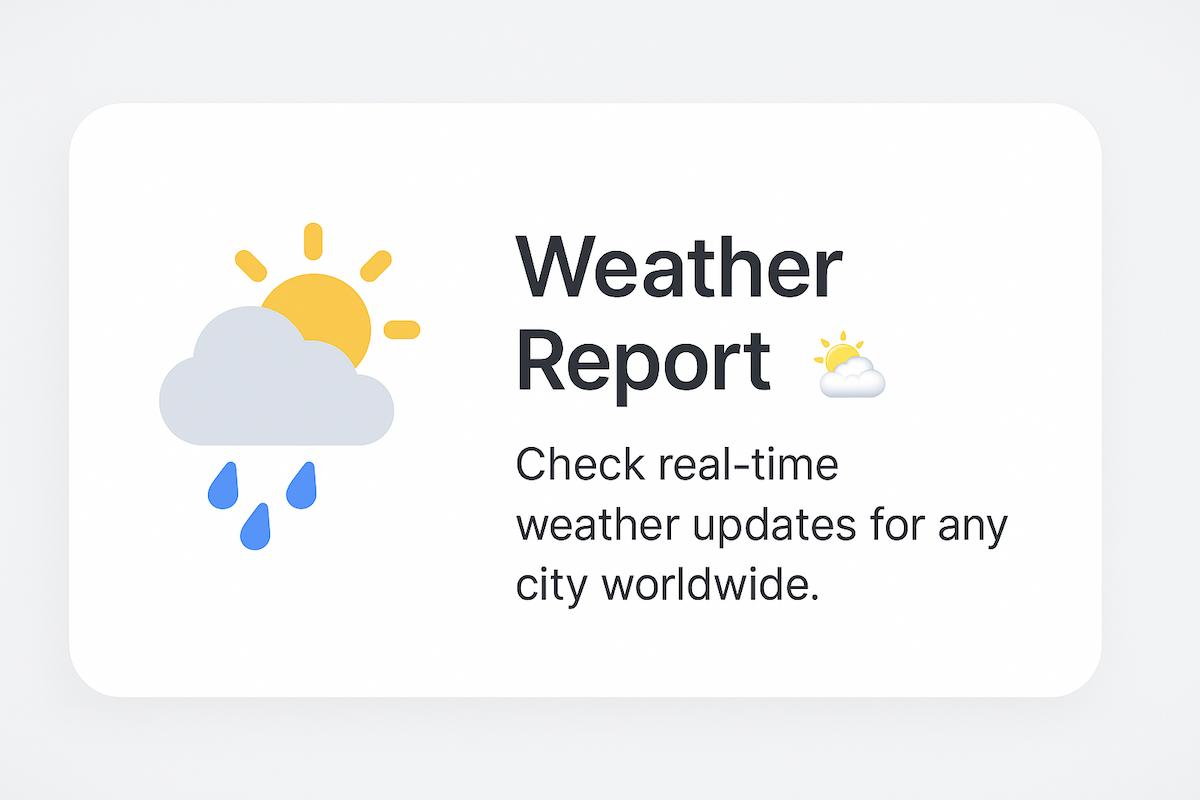 Weather
Report
Check real-time
weather updates for any
city worldwide.